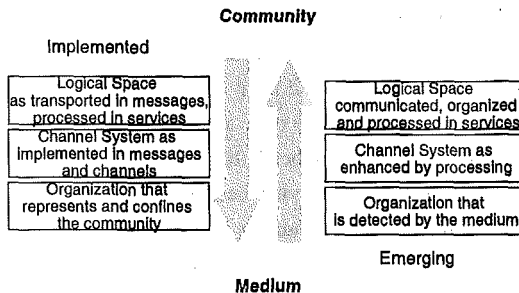 Community
Implemented
Logical Space
as transported in messages,
processed in services
Channel System as
implemented in messages
and channels
Organization that
represents and confines
the community
Logical Space
communicated, organized
and processed in services
Channel System as
enhanced by processing
Organization that
is detected by the medium
Emerging
Medium